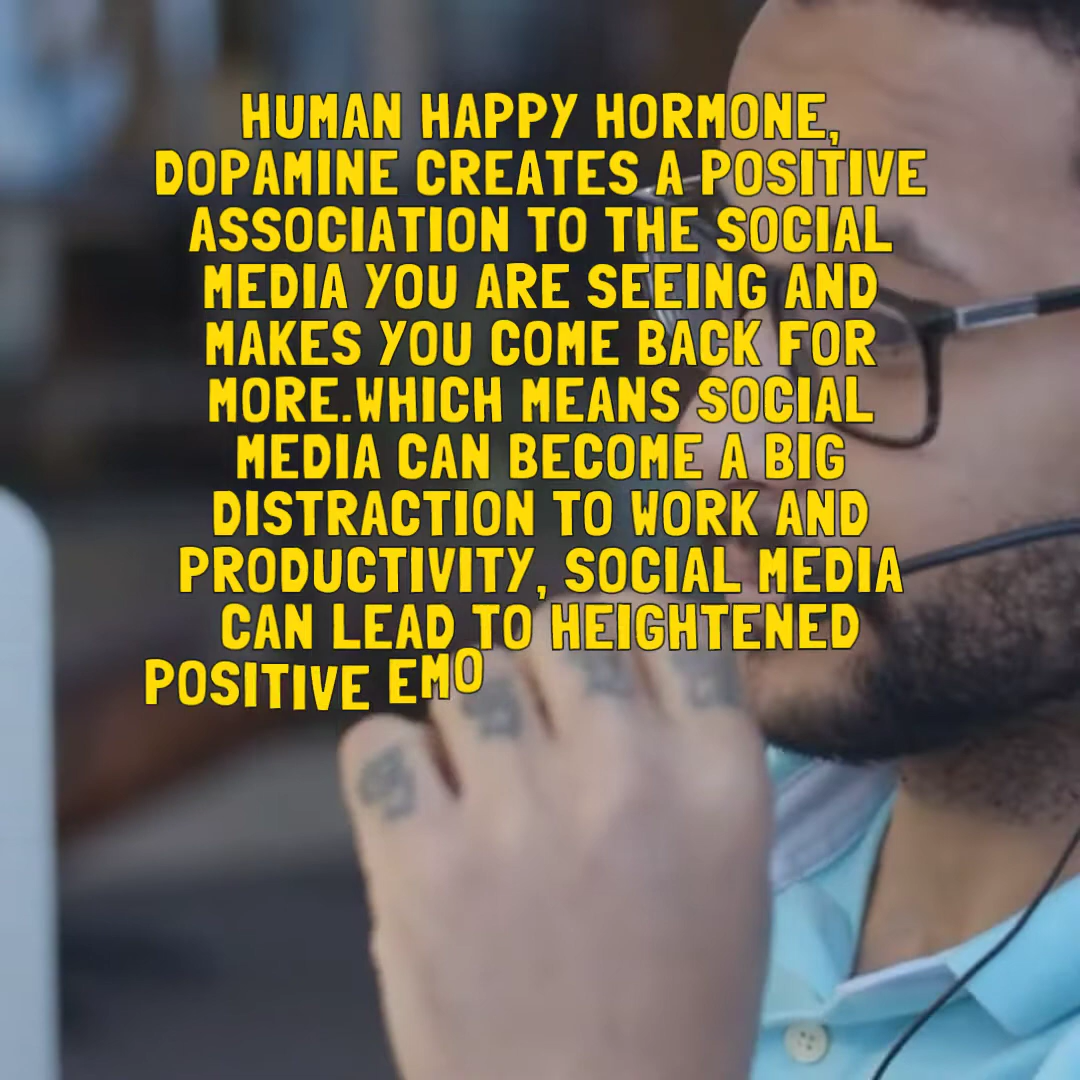 HUMAN HAPPY HORMONE,
DOPAMINE CREATES A POSITIVE
ASSOCIATION TO THE SOCIAL
MEDIA YOU ARE SEEING AND
MAKES YOU COME BACK FOR
MORE.WHICH MEANS SOCIAL
MEDIA CAN BECOME A BIG
DISTRACTION TO WORK AND
PRODUCTIVITY, SOCIAL MEDIA
CAN LEAD TO HEIGHTENED
POSITIVE EMO